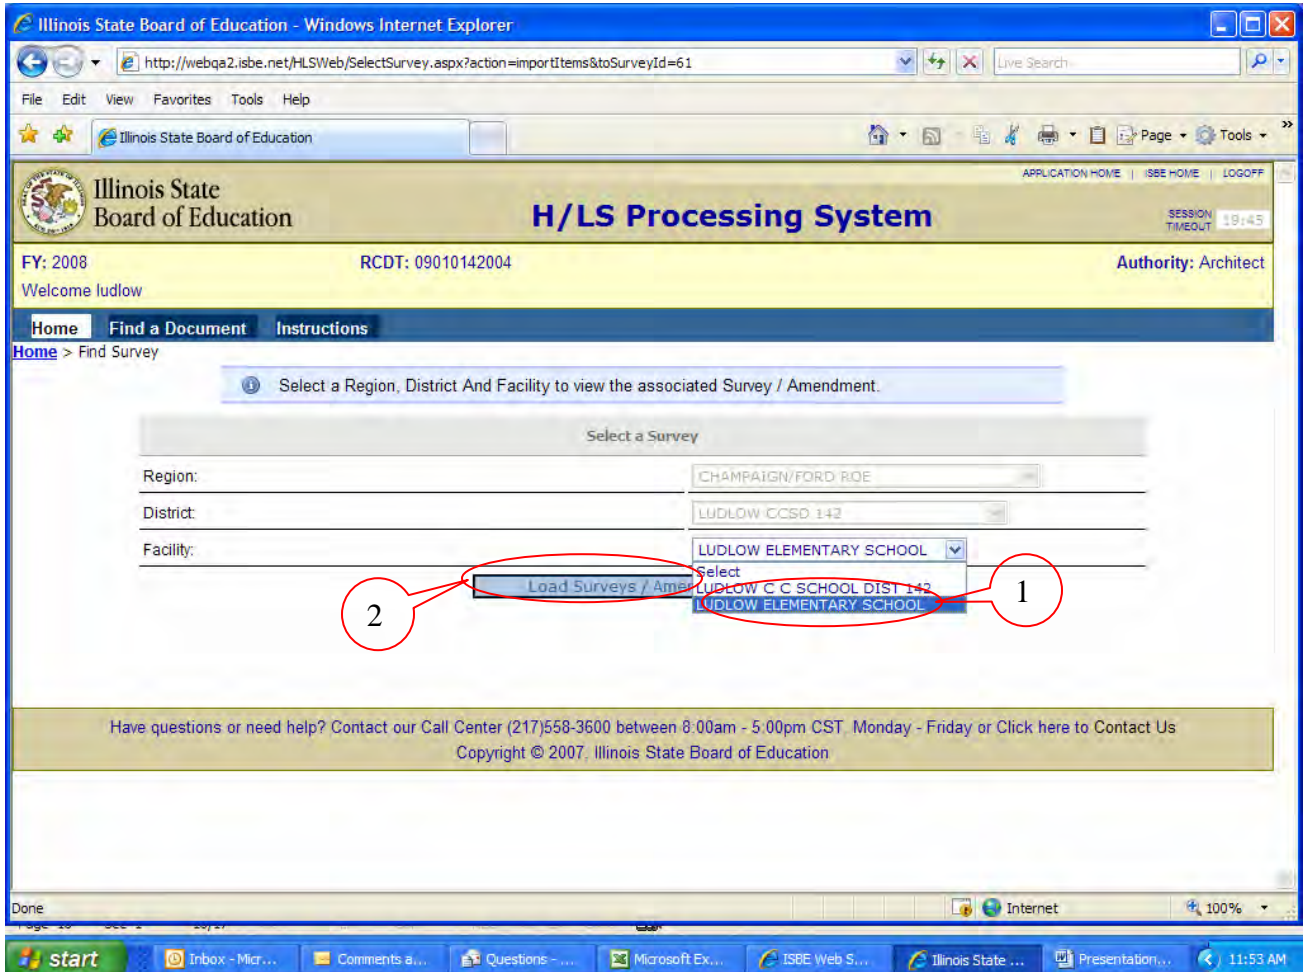 Illinois State Board of Education - Windows Internet Explorer
http://webqa2.isbe.net/HLSWeb/SelectSurvey.aspx?action=importItems&toSurveyId=61
Live Search
File Edit View Favorites Tools Help
Illinois State Board of Education
Page Tools
APPLICATION HOME | ISBE HOME | LOGOFF
Illinois State
Board of Education
H/LS Processing System
SESSION TIMEOUT 19:45
FY: 2008 RCDT: 09010142004 Authority: Architect
Welcome ludlow
Home Find a Document Instructions
Home > Find Survey
Select a Region, District And Facility to view the associated Survey / Amendment.
Select a Survey
Region: CHAMPAIGN/FORD ROE
District: LUDLOW CCSD 142
Facility: LUDLOW ELEMENTARY SCHOOL
Select
Load Surveys / Amen
LUDLOW C C SCHOOL DIST 142
LUDLOW ELEMENTARY SCHOOL
1
2
Have questions or need help? Contact our Call Center (217)558-3600 between 8:00am - 5:00pm CST, Monday - Friday or Click here to Contact Us
Copyright © 2007, Illinois State Board of Education
Done Internet 100%
start Inbox - Micr... Comments a... Questions - ... Microsoft Ex... ISBE Web S... Illinois State ... Presentation... 11:53 AM